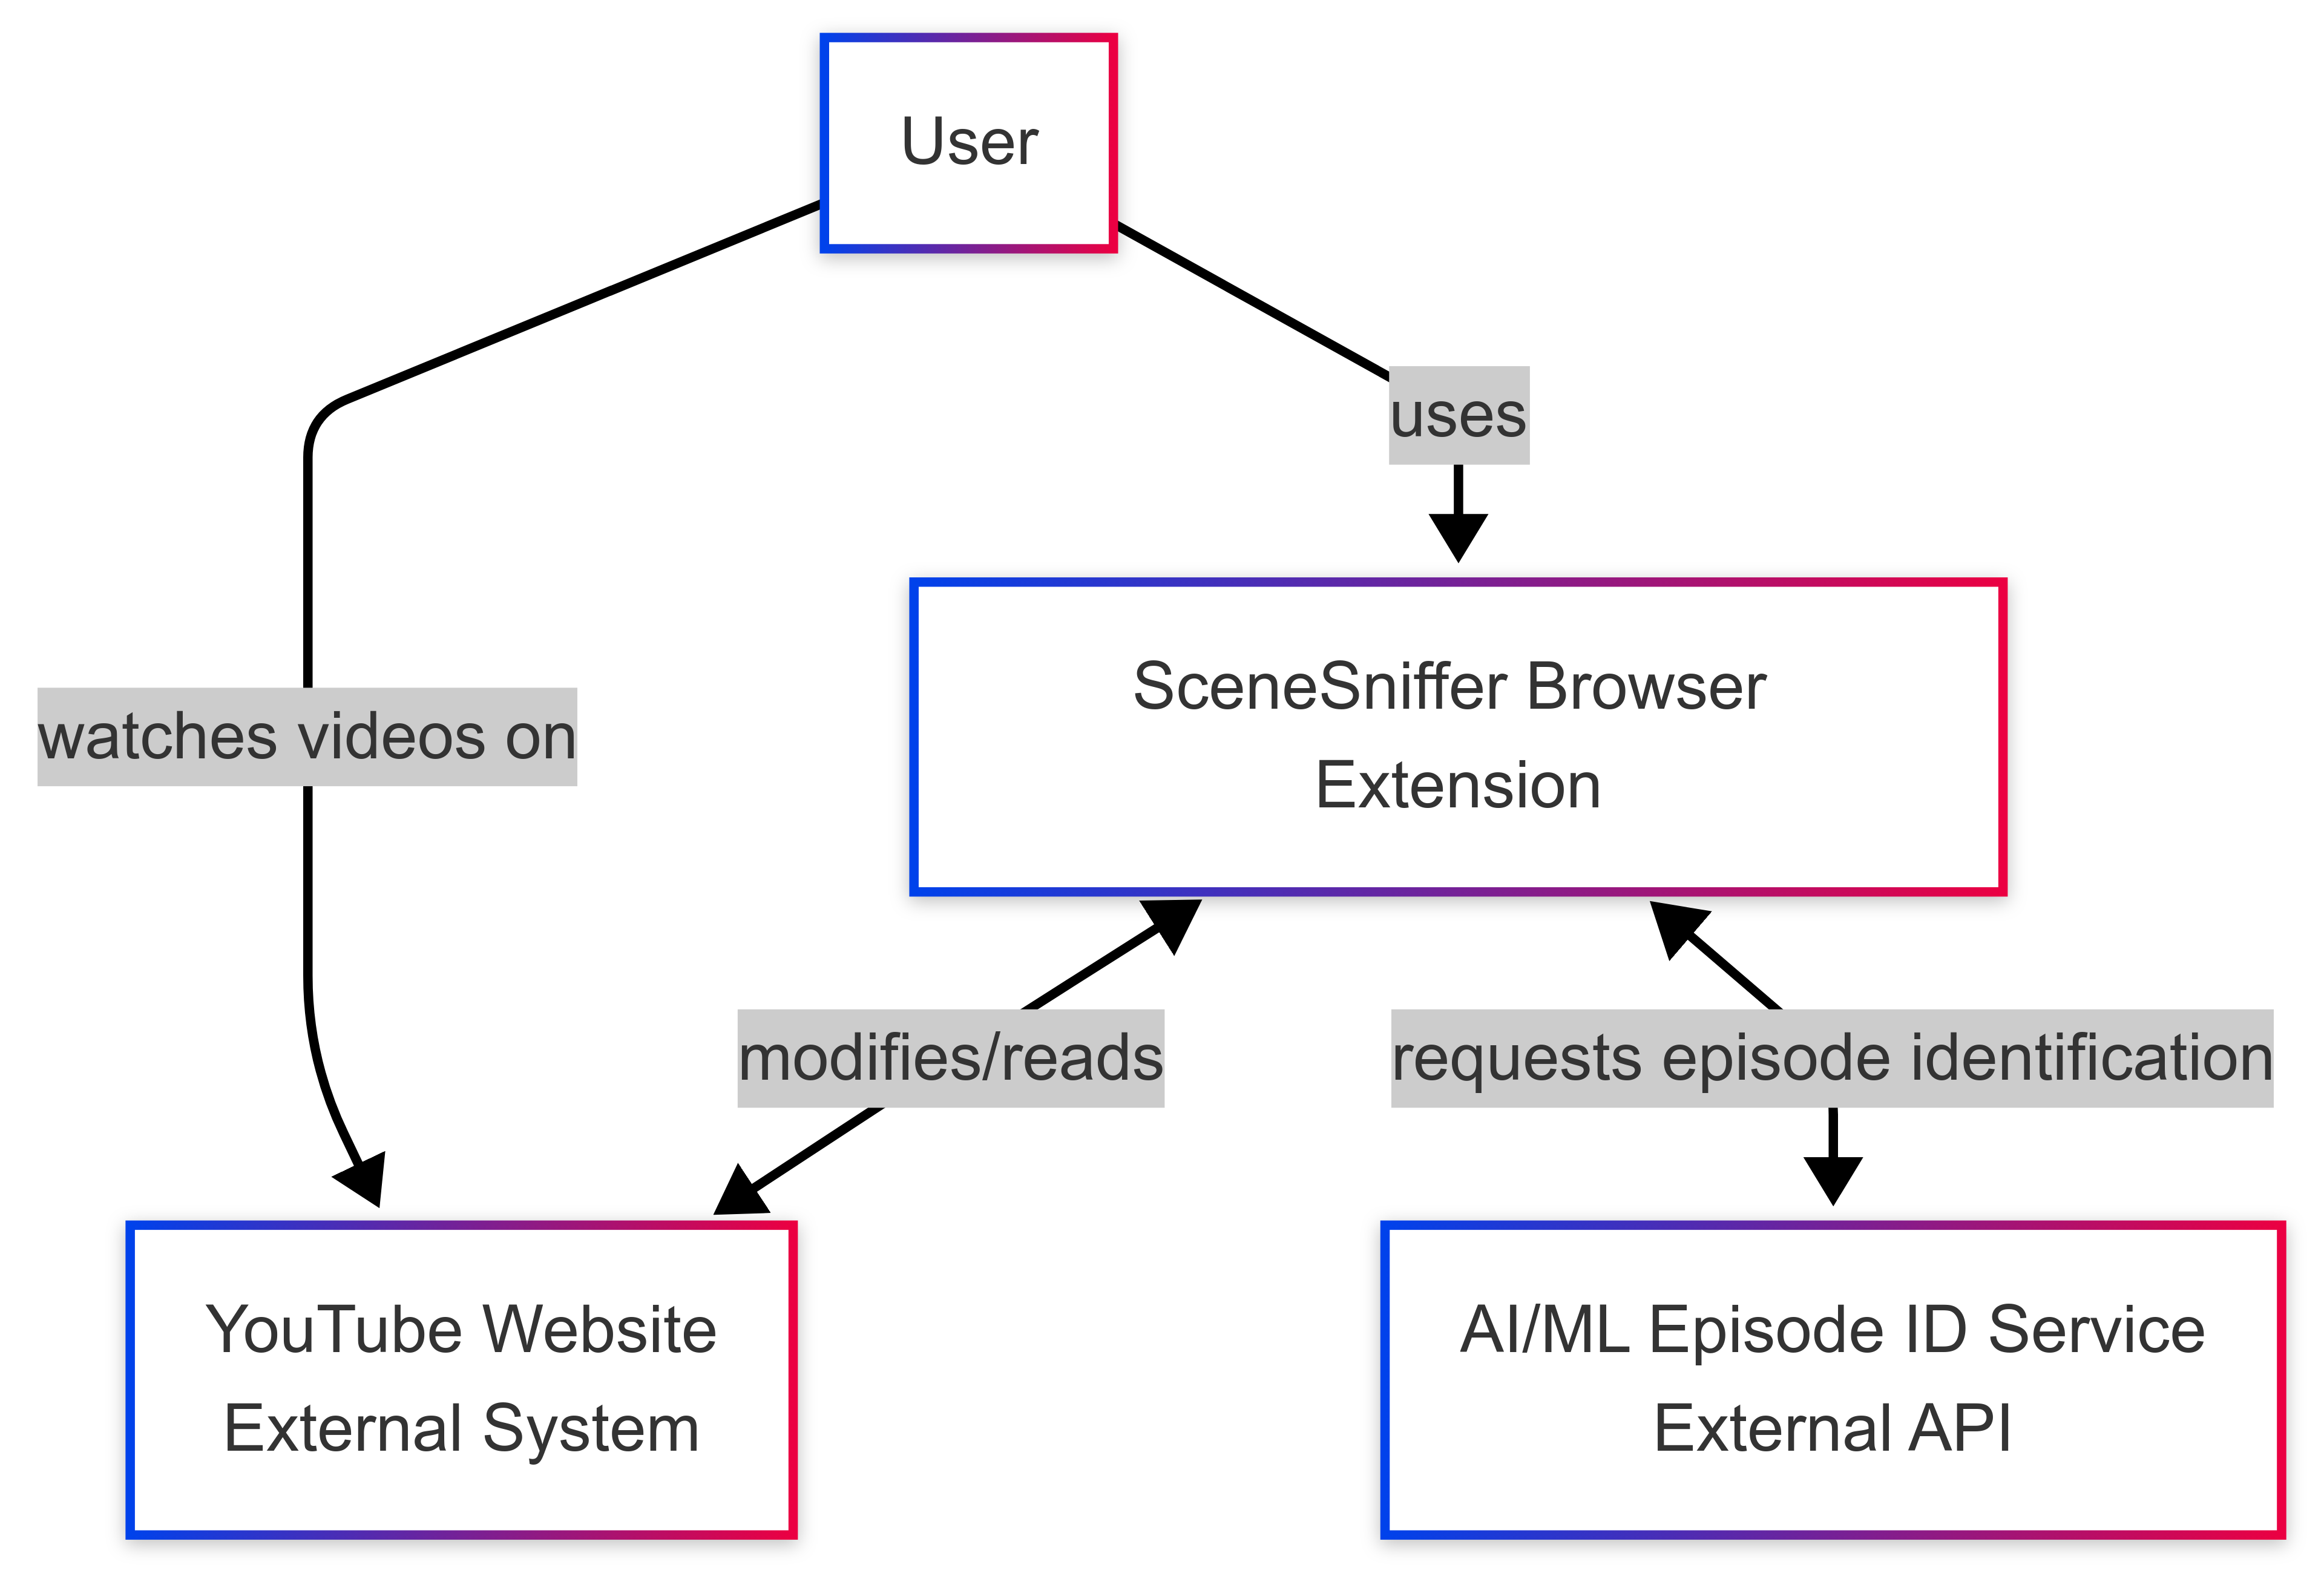 User
uses
SceneSniffer Browser
Extension
watches videos on
modifies/reads
requests episode identification
YouTube Website
External System
AI/ML Episode ID Service
External API